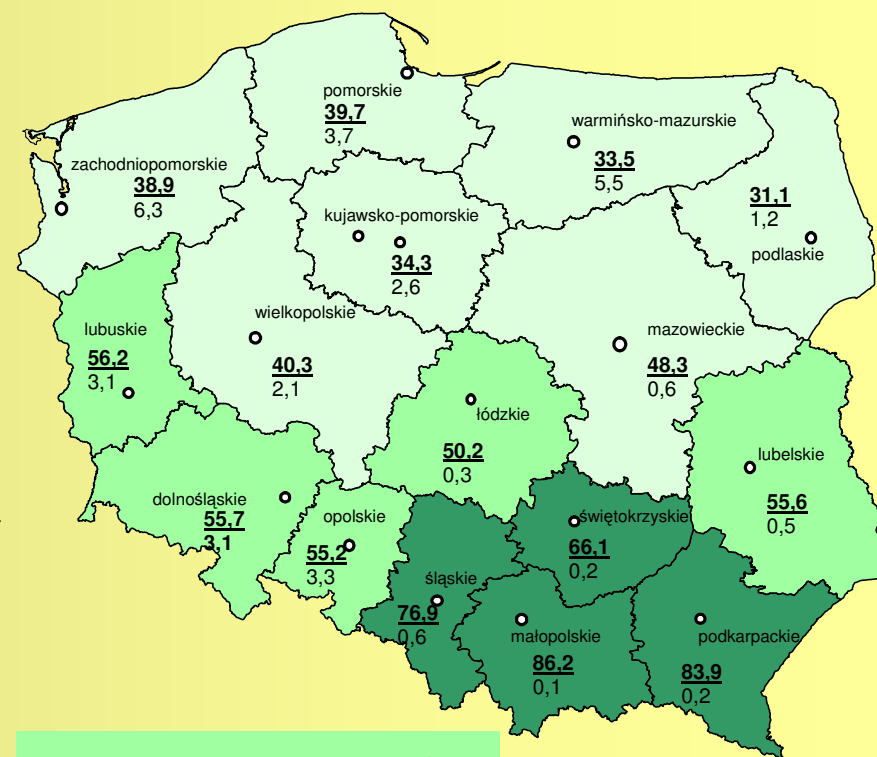 pomorskie
39,7
3,7
warmińsko-mazurskie
33,5
5,5
zachodniopomorskie
38,9
6,3
31,1
1,2
podlaskie
kujawsko-pomorskie
34,3
2,6
wielkopolskie
40,3
2,1
lubuskie
56,2
3,1
mazowieckie
48,3
0,6
łódzkie
50,2
0,3
lubelskie
55,6
0,5
dolnośląskie
55,7
3,1
opolskie
55,2
3,3
świętokrzyskie
66,1
0,2
śląskie
76,9
0,6
małopolskie
86,2
0,1
podkarpackie
83,9
0,2